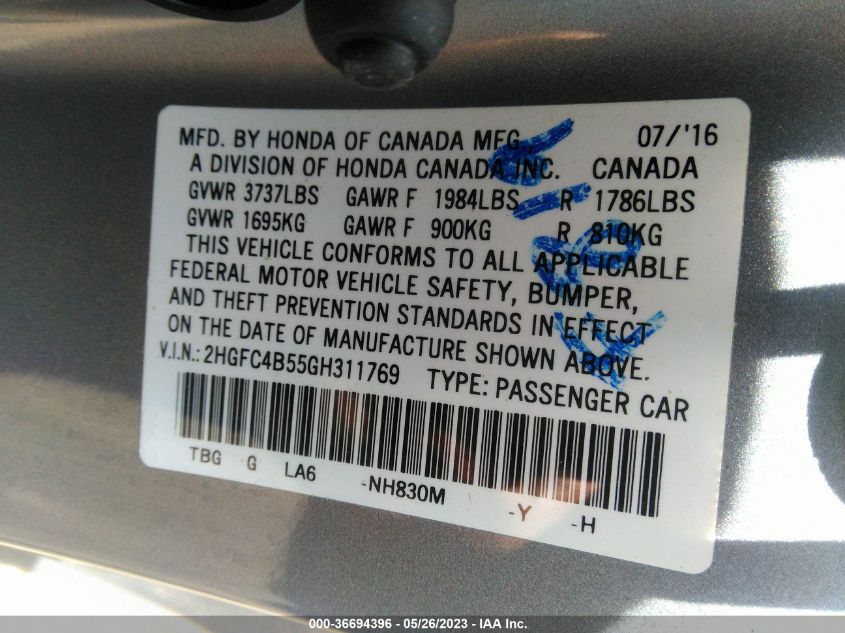 MFD. BY HONDA OF CANADA MFG., 07/'16
A DIVISION OF HONDA CANADA INC. CANADA
GVWR 3737LBS GAWR F 1984LBS R 1786LBS
GVWR 1695KG GAWR F 900KG R 810KG
THIS VEHICLE CONFORMS TO ALL APPLICABLE
FEDERAL MOTOR VEHICLE SAFETY, BUMPER,
AND THEFT PREVENTION STANDARDS IN EFFECT
ON THE DATE OF MANUFACTURE SHOWN ABOVE.
V.I.N.: 2HGFC4B55GH311769 TYPE: PASSENGER CAR
TBG G LA6 -NH830M -Y -H
000-36694396 - 05/26/2023 - IAA Inc.